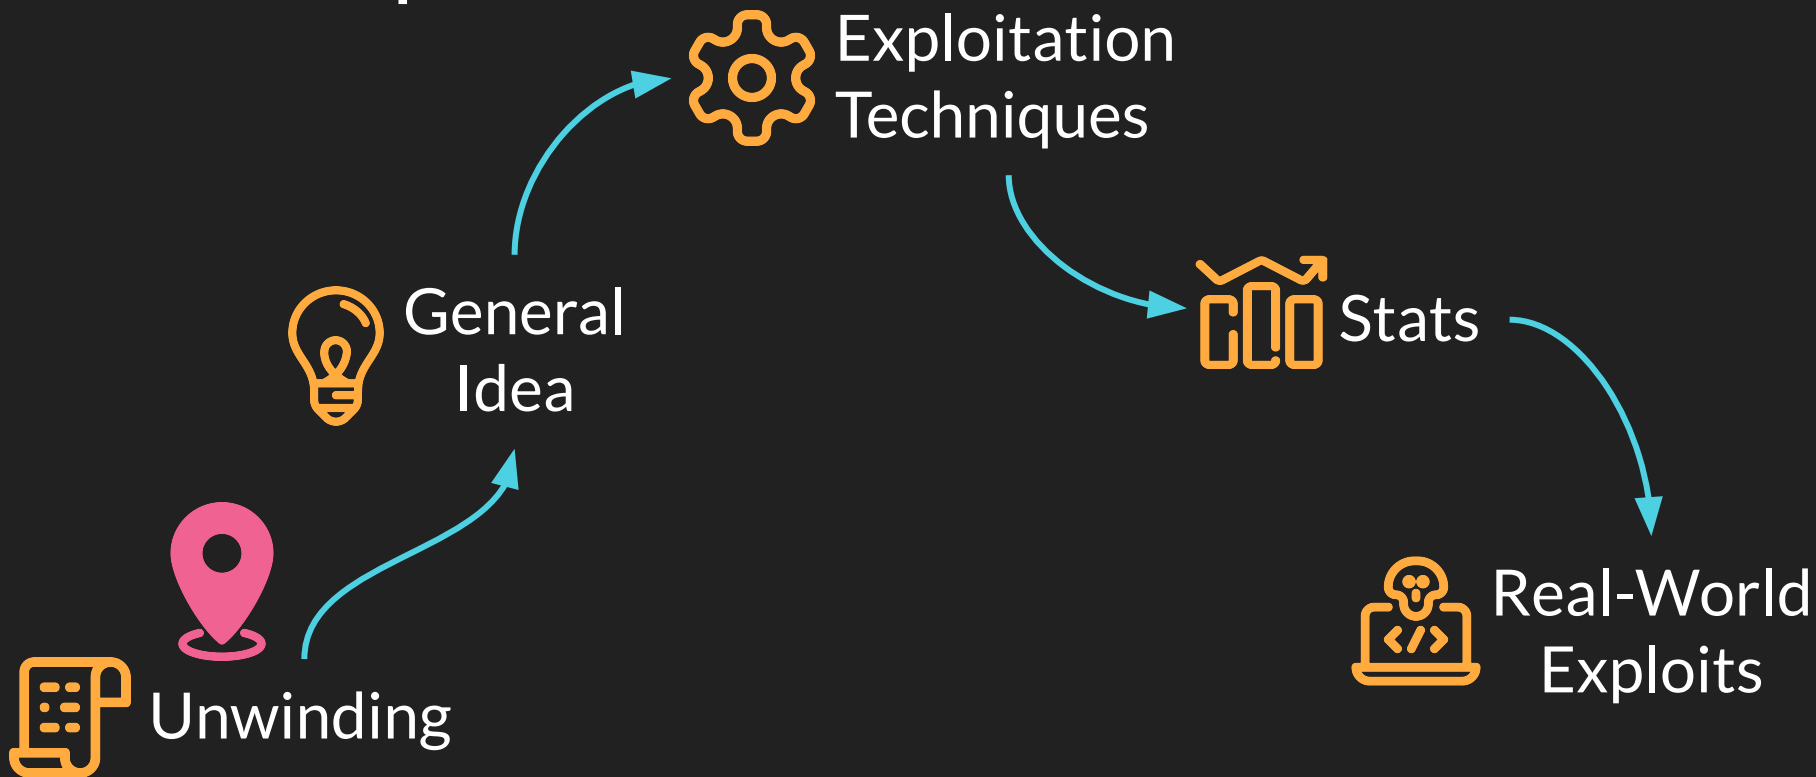 Exploitation
Techniques
General
Idea
Stats
Real-World
Exploits
Unwinding